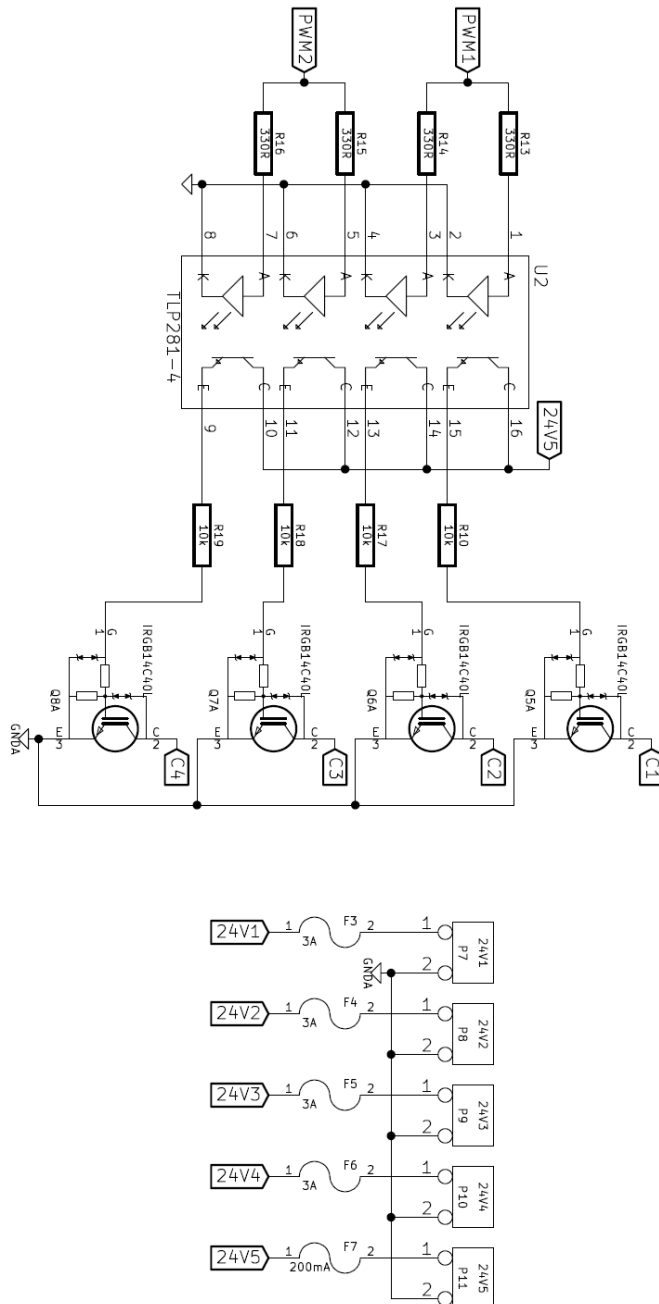 PWM2
PWM1
R16
330R
R15
330R
R14
330R
R13
330R
8
7
6
5
4
3
2
1
K
A
K
A
K
A
K
A
U2
TLP281-4
E
C
E
C
E
C
E
C
9
10
11
12
13
14
15
16
24V5
R19
10k
R18
10k
R17
10k
R10
10k
IRGB14C40L
G
1
Q8A
E
3
C
2
C4
IRGB14C40L
G
1
Q7A
E
3
C
2
C3
IRGB14C40L
G
1
Q6A
E
3
C
2
C2
IRGB14C40L
G
1
Q5A
E
3
C
2
C1
GNDA
24V1
1
F3
3A
2
1
2
24V1
P7
GNDA
24V2
1
F4
3A
2
1
2
24V2
P8
24V3
1
F5
3A
2
1
2
24V3
P9
24V4
1
F6
3A
2
1
2
24V4
P10
24V5
1
F7
200mA
2
1
2
24V5
P11